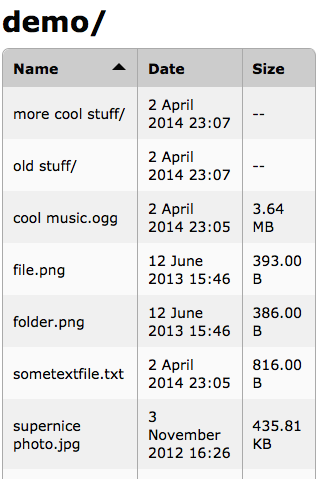 demo/
Name Date Size
more cool stuff/ 2 April 2014 23:07 --
old stuff/ 2 April 2014 23:07 --
cool music.ogg 2 April 2014 23:05 3.64 MB
file.png 12 June 2013 15:46 393.00 B
folder.png 12 June 2013 15:46 386.00 B
sometextfile.txt 2 April 2014 23:05 816.00 B
supernice photo.jpg 3 November 2012 16:26 435.81 KB